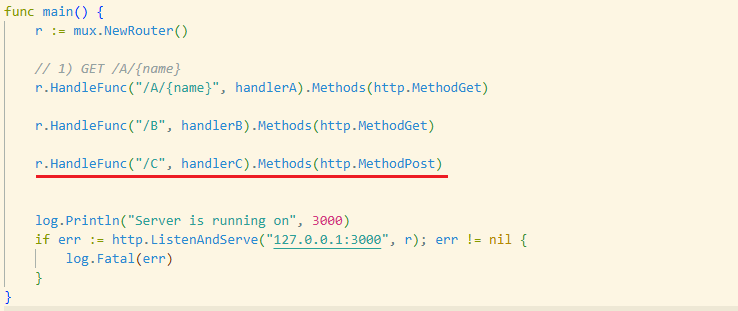 func main() {
r := mux.NewRouter()
// 1) GET /A/{name}
r.HandleFunc("/A/{name}", handlerA).Methods(http.MethodGet)
r.HandleFunc("/B", handlerB).Methods(http.MethodGet)
r.HandleFunc("/C", handlerC).Methods(http.MethodPost)
log.Println("Server is running on", 3000)
if err := http.ListenAndServe("127.0.0.1:3000", r); err != nil {
log.Fatal(err)
}
}